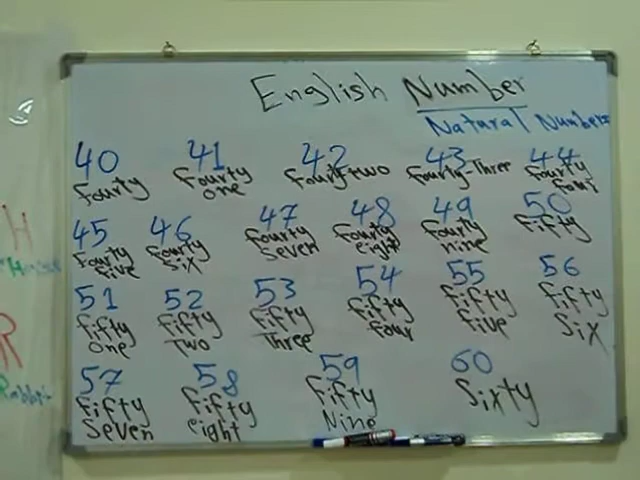 English Number
Natural Numbers
40 41 42 43 44
fourty fourty one fourty two fourty-Three fourty four
45 46 47 48 49 50
fourty five fourty six fourty seven fourty eight fourty nine fifty
51 52 53 54 55 56
fifty one fifty Two fifty Three fifty four fifty five fifty six
57 58 59 60
fifty seven fifty eight fifty Nine Sixty
H
R